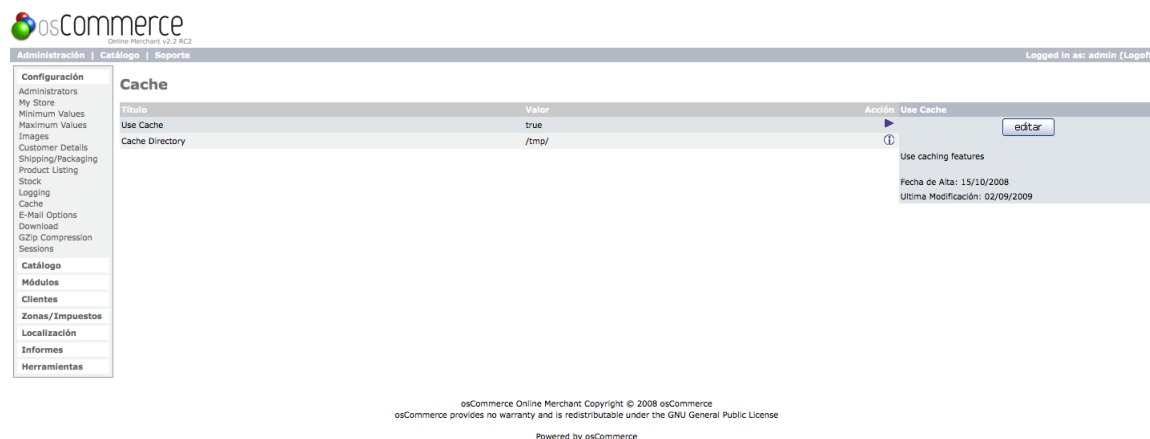 osCommerce
Online Merchant v2.2 RC2
Administración | Catálogo | Soporte
Logged in as: admin (Logoff
Configuración
Administrators
My Store
Minimum Values
Maximum Values
Images
Customer Details
Shipping/Packaging
Product Listing
Stock
Logging
Cache
E-Mail Options
Download
GZip Compression
Sessions
Catálogo
Módulos
Clientes
Zonas/Impuestos
Localización
Informes
Herramientas
Cache
Título Valor Acción
Use Cache true
Cache Directory /tmp/
Use Cache
editar
Use caching features
Fecha de Alta: 15/10/2008
Ultima Modificación: 02/09/2009
osCommerce Online Merchant Copyright © 2008 osCommerce
osCommerce provides no warranty and is redistributable under the GNU General Public License
Powered by osCommerce